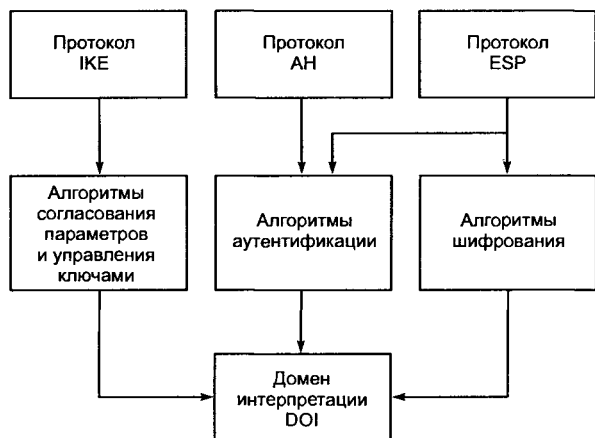 Протокол
IKE
Протокол
AH
Протокол
ESP
Алгоритмы
согласования
параметров
и управления
ключами
Алгоритмы
аутентификации
Алгоритмы
шифрования
Домен
интерпретации
DOI